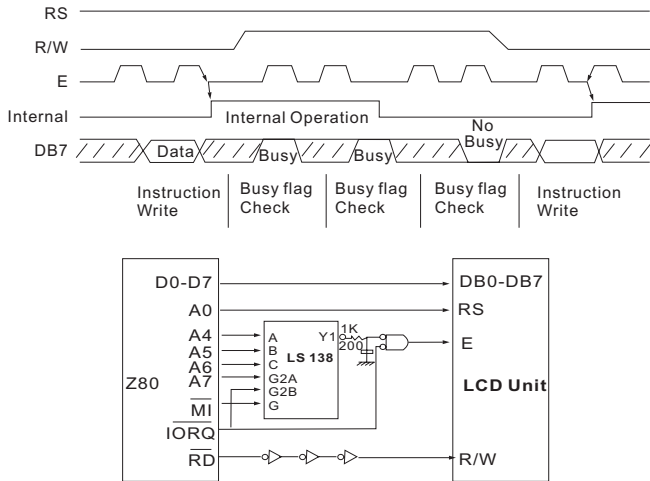 RS
R/W
E
Internal Internal Operation
No
Busy
DB7 Data Busy Busy
Instruction Write Busy flag Check Busy flag Check Busy flag Check Instruction Write
D0-D7 DB0-DB7
A0 RS
A4 A Y1 1K
A5 B 200 E
A6 C LS 138
A7 G2A
Z80 G2B LCD Unit
MI G
IORQ
RD R/W